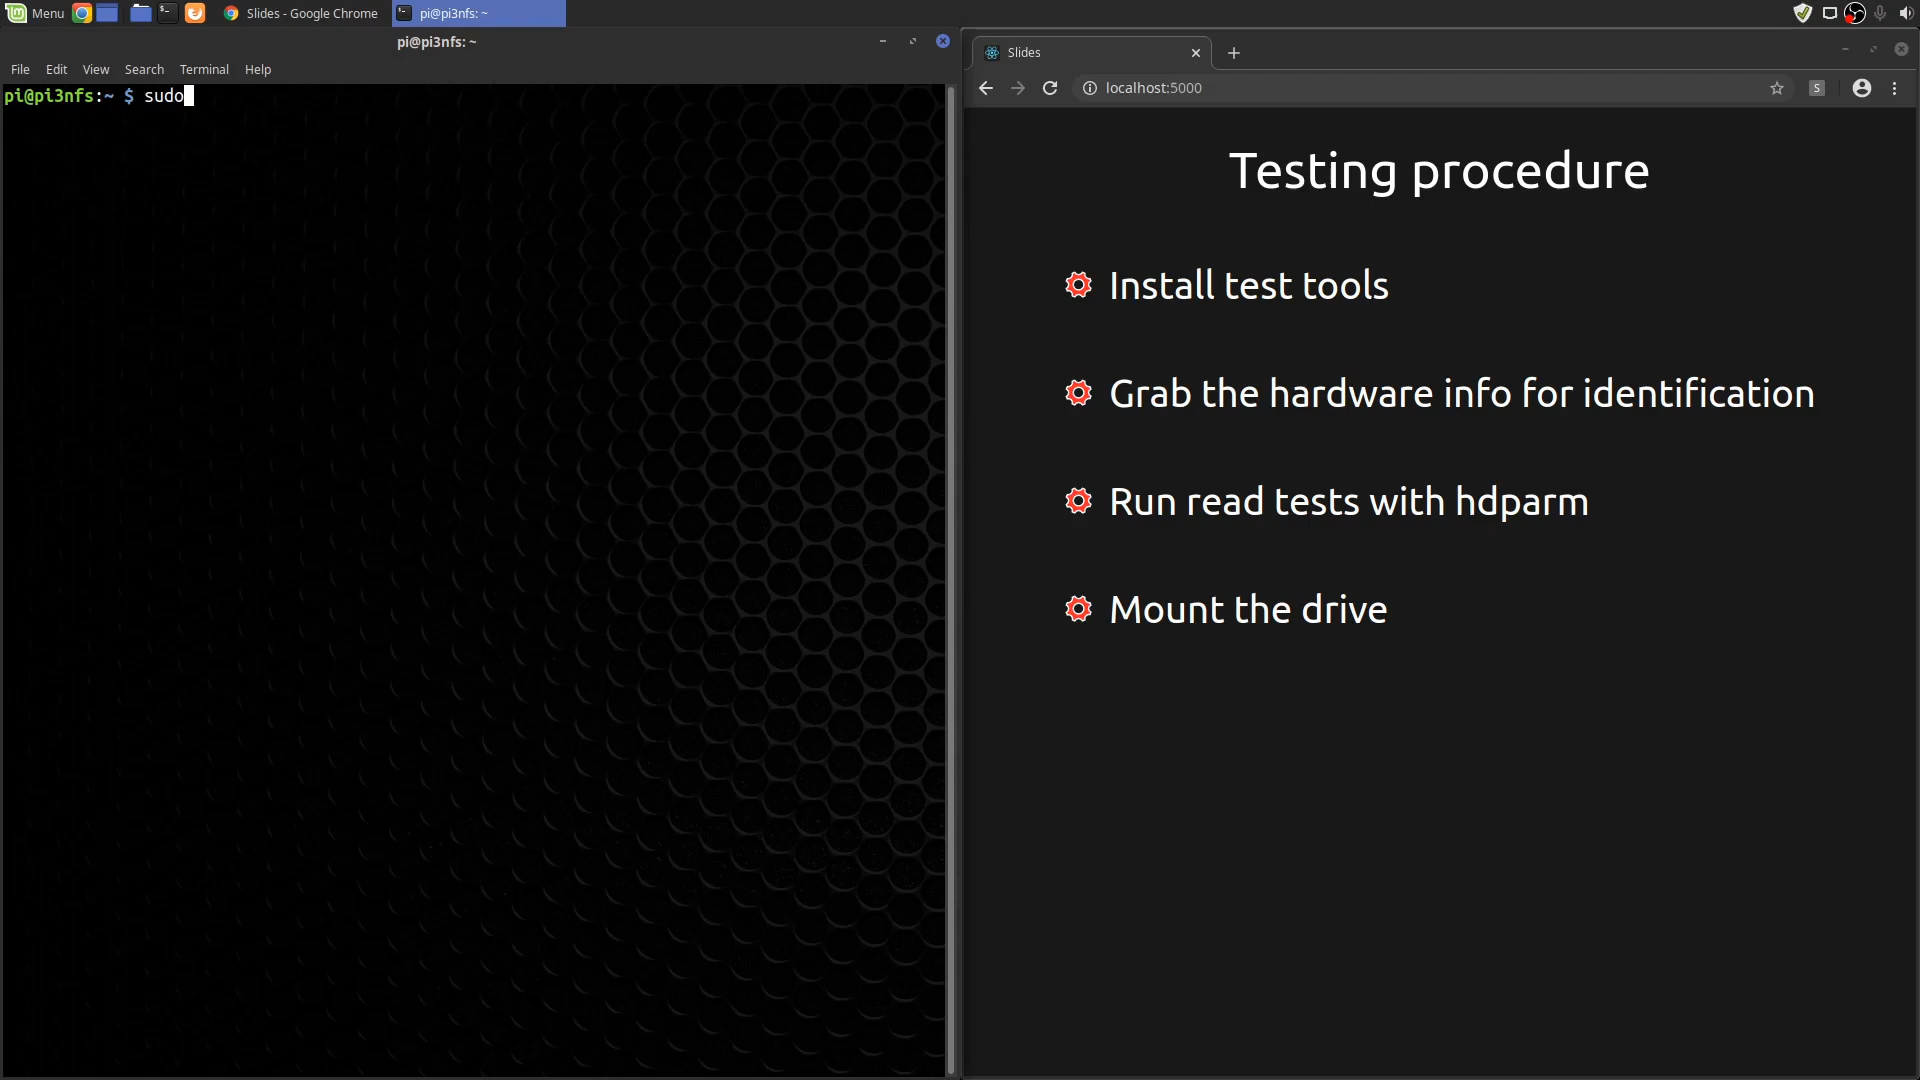 Menu
Slides - Google Chrome
pi@pi3nfs: ~
pi@pi3nfs: ~
File Edit View Search Terminal Help
pi@pi3nfs:~ $ sudo
Slides
localhost:5000
S
Testing procedure
Install test tools
Grab the hardware info for identification
Run read tests with hdparm
Mount the drive